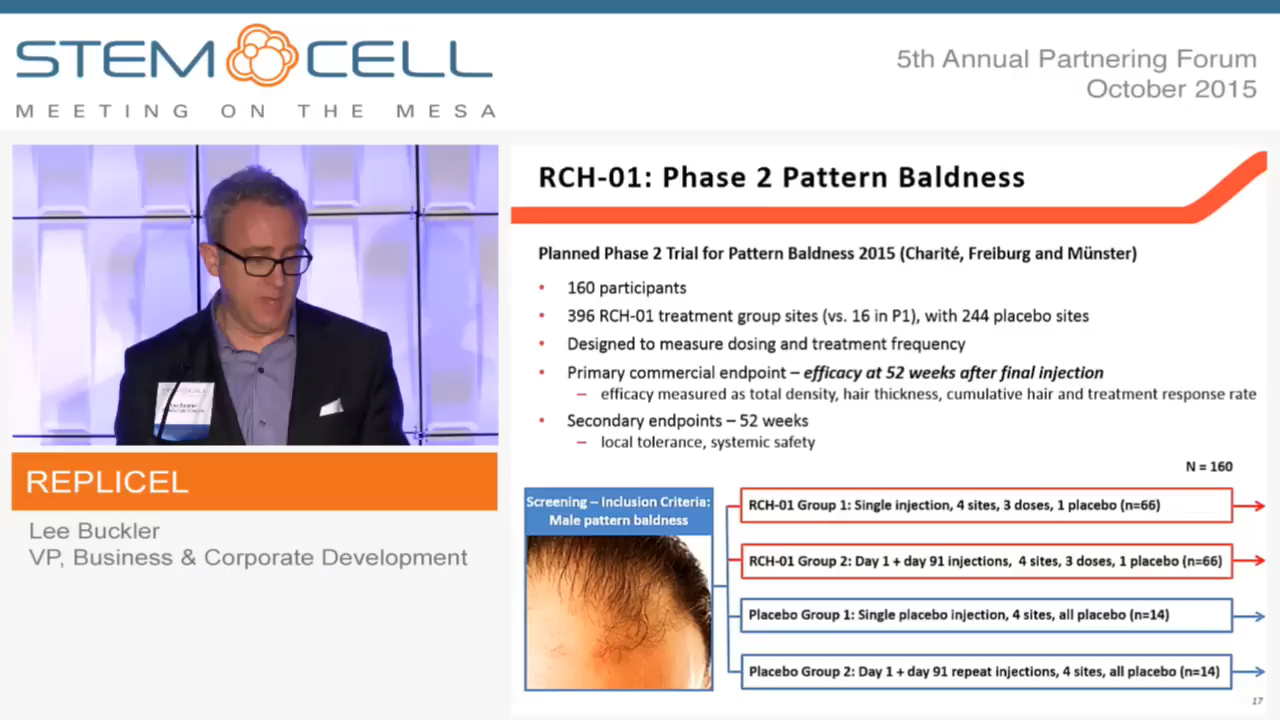 STEM CELL
MEETING ON THE MESA
5th Annual Partnering Forum
October 2015
REPLICEL
Lee Buckler
VP, Business & Corporate Development
RCH-01: Phase 2 Pattern Baldness
Planned Phase 2 Trial for Pattern Baldness 2015 (Charité, Freiburg and Münster)
• 160 participants
• 396 RCH-01 treatment group sites (vs. 16 in P1), with 244 placebo sites
• Designed to measure dosing and treatment frequency
• Primary commercial endpoint – efficacy at 52 weeks after final injection
– efficacy measured as total density, hair thickness, cumulative hair and treatment response rate
• Secondary endpoints – 52 weeks
– local tolerance, systemic safety
N = 160
Screening – Inclusion Criteria:
Male pattern baldness
RCH-01 Group 1: Single injection, 4 sites, 3 doses, 1 placebo (n=66)
RCH-01 Group 2: Day 1 + day 91 injections, 4 sites, 3 doses, 1 placebo (n=66)
Placebo Group 1: Single placebo injection, 4 sites, all placebo (n=14)
Placebo Group 2: Day 1 + day 91 repeat injections, 4 sites, all placebo (n=14)
17